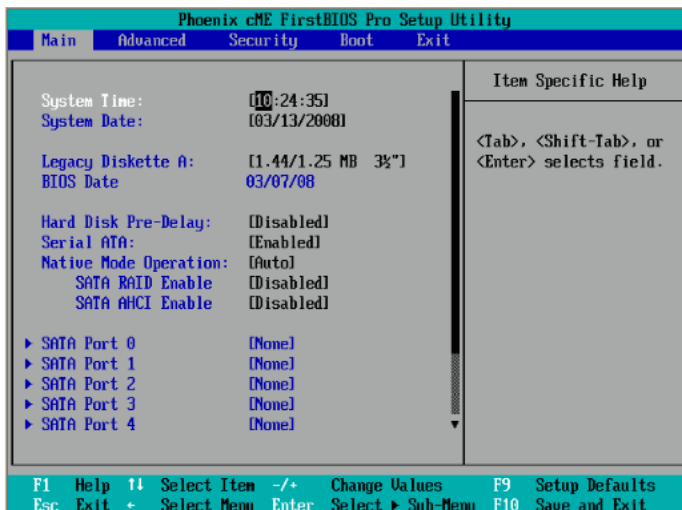 Phoenix cME FirstBIOS Pro Setup Utility
Main Advanced Security Boot Exit
Item Specific Help
System Time: [10:24:35]
System Date: [03/13/2008]
<Tab>, <Shift-Tab>, or
<Enter> selects field.
Legacy Diskette A: [1.44/1.25 MB 3½"]
BIOS Date 03/07/08
Hard Disk Pre-Delay: [Disabled]
Serial ATA: [Enabled]
Native Mode Operation: [Auto]
SATA RAID Enable [Disabled]
SATA AHCI Enable [Disabled]
▶ SATA Port 0 [None]
▶ SATA Port 1 [None]
▶ SATA Port 2 [None]
▶ SATA Port 3 [None]
▶ SATA Port 4 [None]
F1 Help ↑↓ Select Item -/+ Change Values F9 Setup Defaults
Esc Exit ← Select Menu Enter Select ▶ Sub-Menu F10 Save and Exit